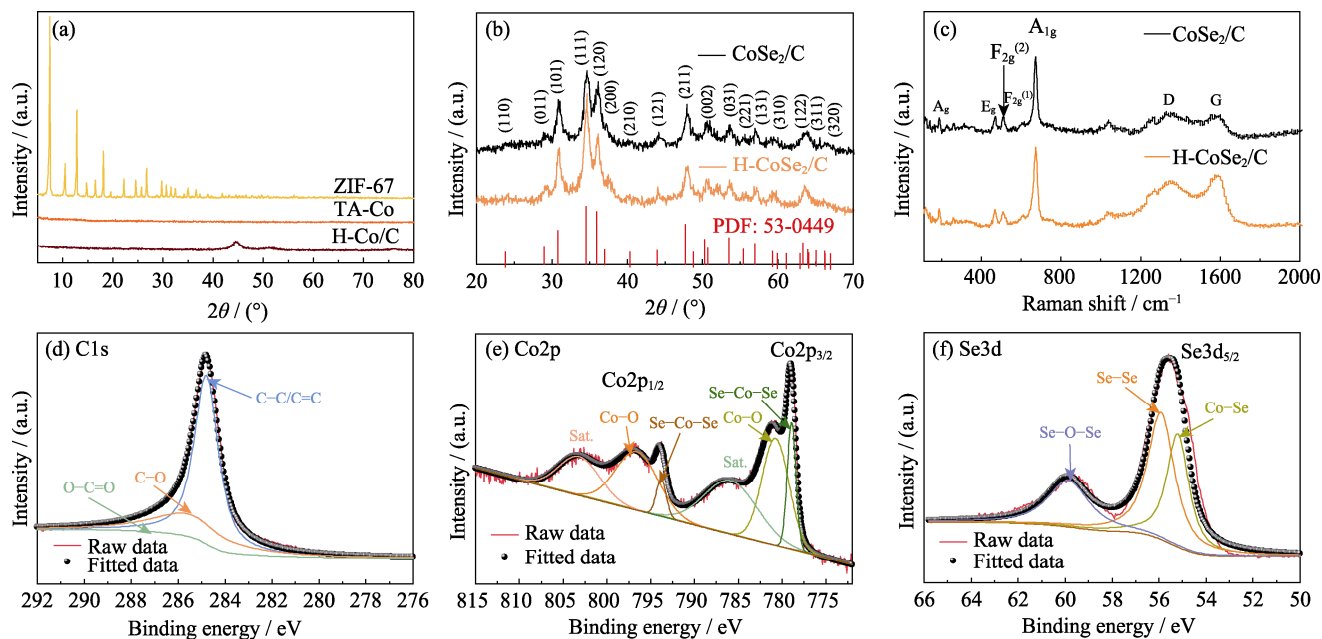 (a)
Intensity / (a.u.)
ZIF-67
TA-Co
H-Co/C
10 20 30 40 50 60 70 80
2θ / (°)
(b)
Intensity / (a.u.)
CoSe₂/C
(110) (011) (101) (111) (120) (200) (210) (121) (211) (002) (031) (221) (131) (310) (122) (311) (320)
H-CoSe₂/C
PDF: 53-0449
20 30 40 50 60 70
2θ / (°)
(c)
Intensity / (a.u.)
A₁g
CoSe₂/C
F₂g⁽²⁾
F₂g⁽¹⁾
Ag
Eg
D
G
H-CoSe₂/C
400 800 1200 1600 2000
Raman shift / cm⁻¹
(d) C1s
Intensity / (a.u.)
C−C/C=C
C−O
O−C=O
Raw data
Fitted data
292 290 288 286 284 282 280 278 276
Binding energy / eV
(e) Co2p
Intensity / (a.u.)
Co2p₃/₂
Co2p₁/₂
Se−Co−Se
Co−O
Se−Co−Se
Co−O
Sat.
Sat.
Raw data
Fitted data
815 810 805 800 795 790 785 780 775
Binding energy / eV
(f) Se3d
Intensity / (a.u.)
Se3d₅/₂
Se−Se
Co−Se
Se−O−Se
Raw data
Fitted data
66 64 62 60 58 56 54 52 50
Binding energy / eV